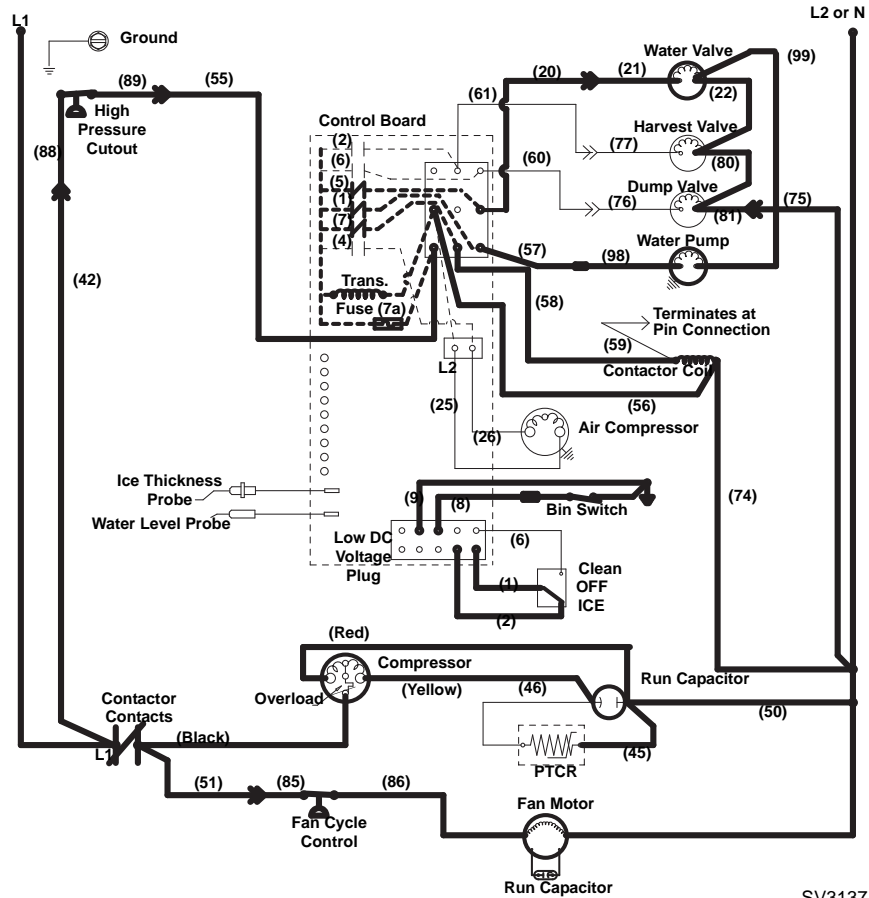 L1
L2 or N
Ground
(89)
(55)
High
Pressure
Cutout
(88)
(42)
Control Board
(2)
(6)
(5)
(1)
(7)
(4)
Trans.
Fuse (7a)
(61)
(60)
(20)
(21)
Water Valve
(99)
(22)
Harvest Valve
(77)
(80)
Dump Valve
(76)
(81)
(75)
Water Pump
(57)
(98)
(58)
Terminates at
Pin Connection
(59)
Contactor Coil
L2
(56)
(25)
(26)
Air Compressor
(74)
Ice Thickness
Probe
Water Level Probe
(9)
(8)
Bin Switch
Low DC
Voltage
Plug
(6)
(1)
(2)
Clean
OFF
ICE
(Red)
Compressor
Overload
(Yellow)
(46)
Run Capacitor
(50)
Contactor
Contacts
L1
(Black)
PTCR
(45)
(51)
(85)
(86)
Fan Cycle
Control
Fan Motor
Run Capacitor
SV3137